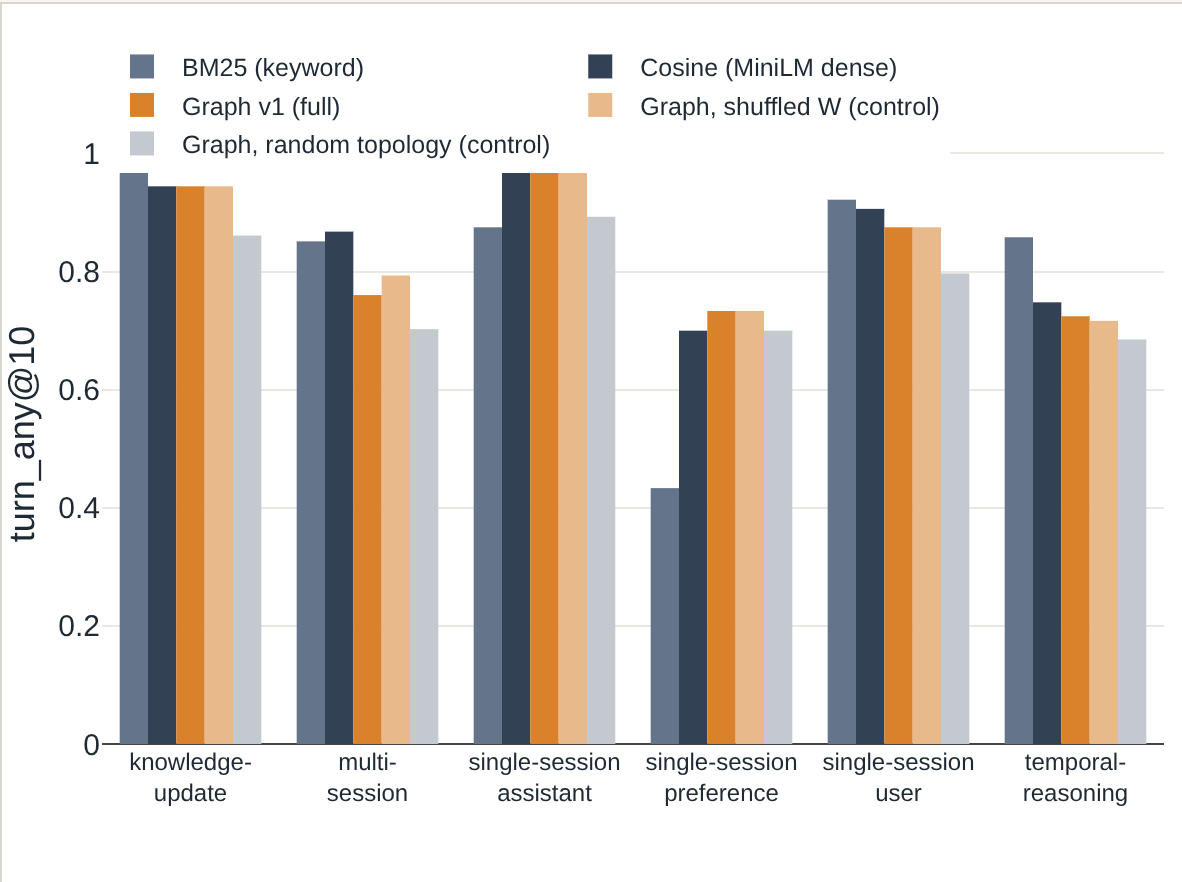 BM25 (keyword)
Cosine (MiniLM dense)
Graph v1 (full)
Graph, shuffled W (control)
Graph, random topology (control)
turn_any@10
1
0.8
0.6
0.4
0.2
0
knowledge-
update
multi-
session
single-session
assistant
single-session
preference
single-session
user
temporal-
reasoning